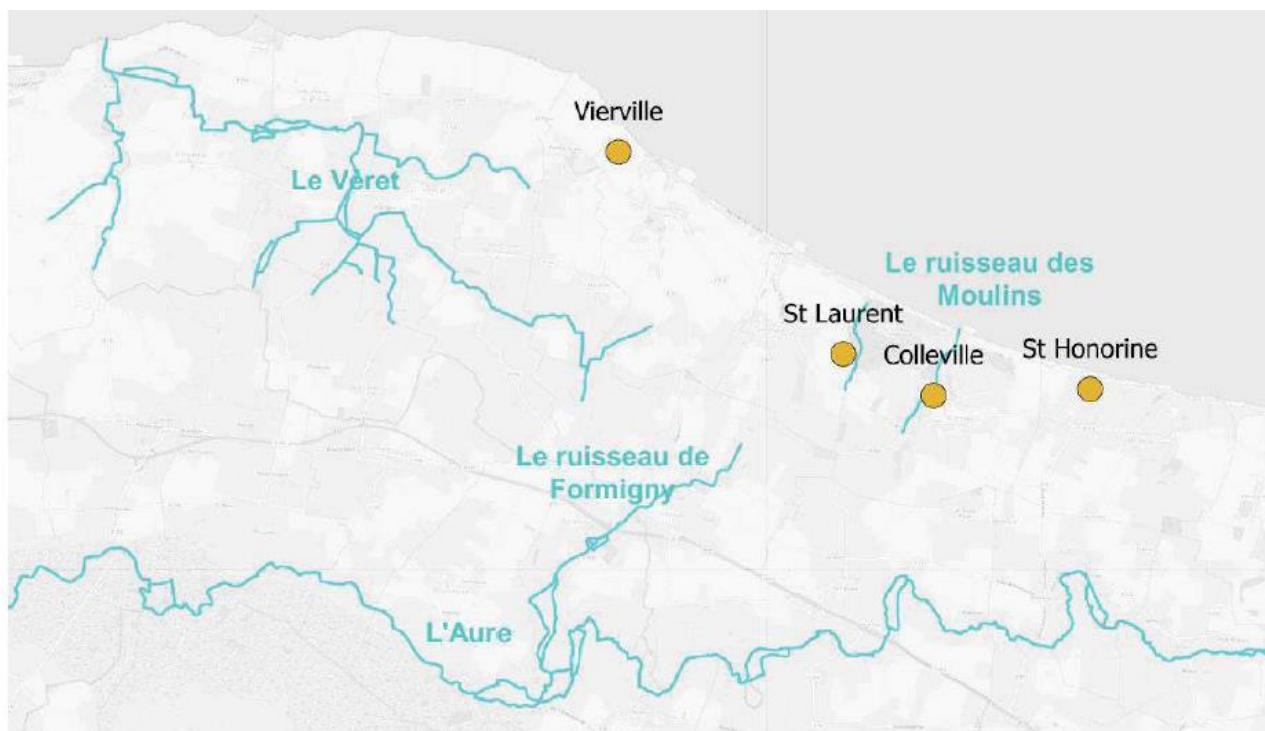 Vierville
Le Véret
Le ruisseau des
Moulins
St Laurent
Colleville
St Honorine
Le ruisseau de
Formigny
L'Aure